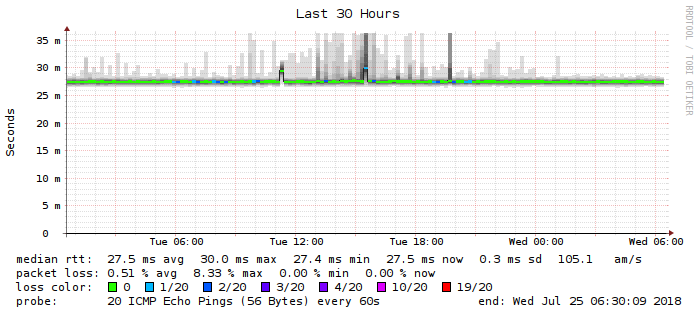 Last 30 Hours
RRDTOOL / TOBI OETIKER
Seconds
35 m
30 m
25 m
20 m
15 m
10 m
5 m
0
Tue 06:00 Tue 12:00 Tue 18:00 Wed 00:00 Wed 06:00
median rtt: 27.5 ms avg 30.0 ms max 27.4 ms min 27.5 ms now 0.3 ms sd 105.1 am/s
packet loss: 0.51 % avg 8.33 % max 0.00 % min 0.00 % now
loss color: 0 1/20 2/20 3/20 4/20 10/20 19/20
probe: 20 ICMP Echo Pings (56 Bytes) every 60s end: Wed Jul 25 06:30:09 2018